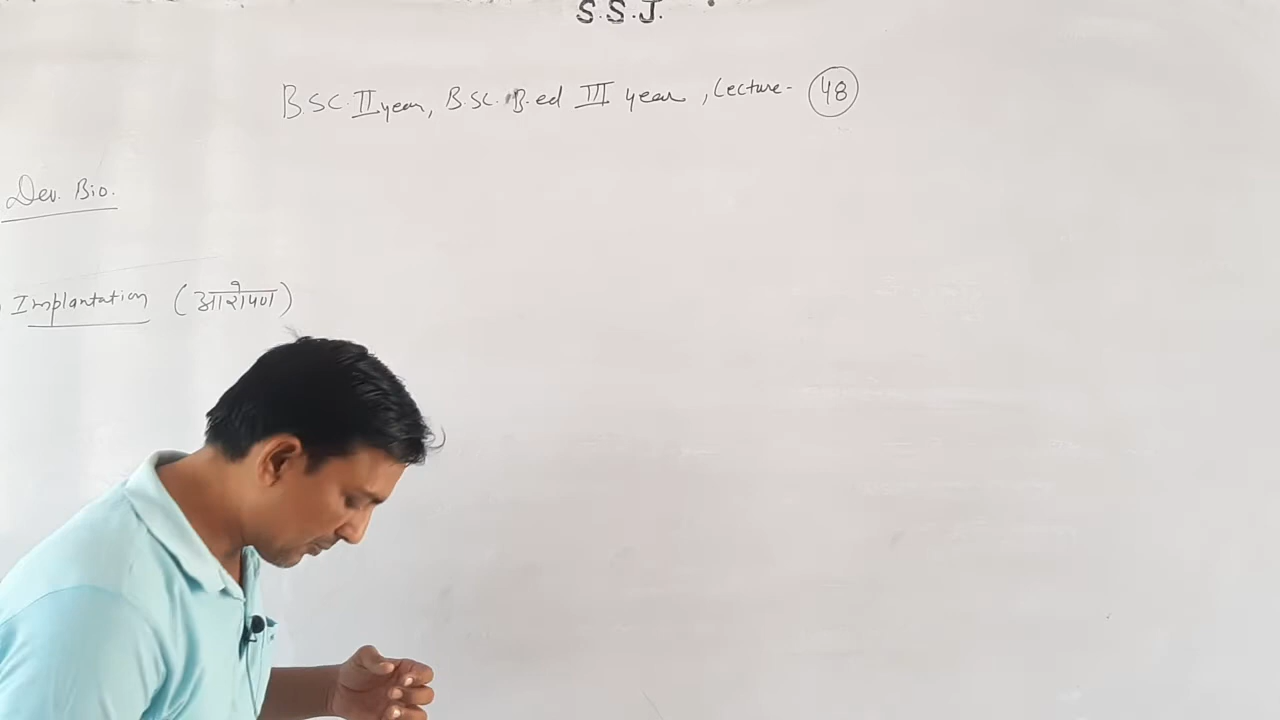 S.S.J.
B.SC. II year, B.SC. B.ed III year, Lecture- 48
Dev. Bio.
Implantation (आरोपण)